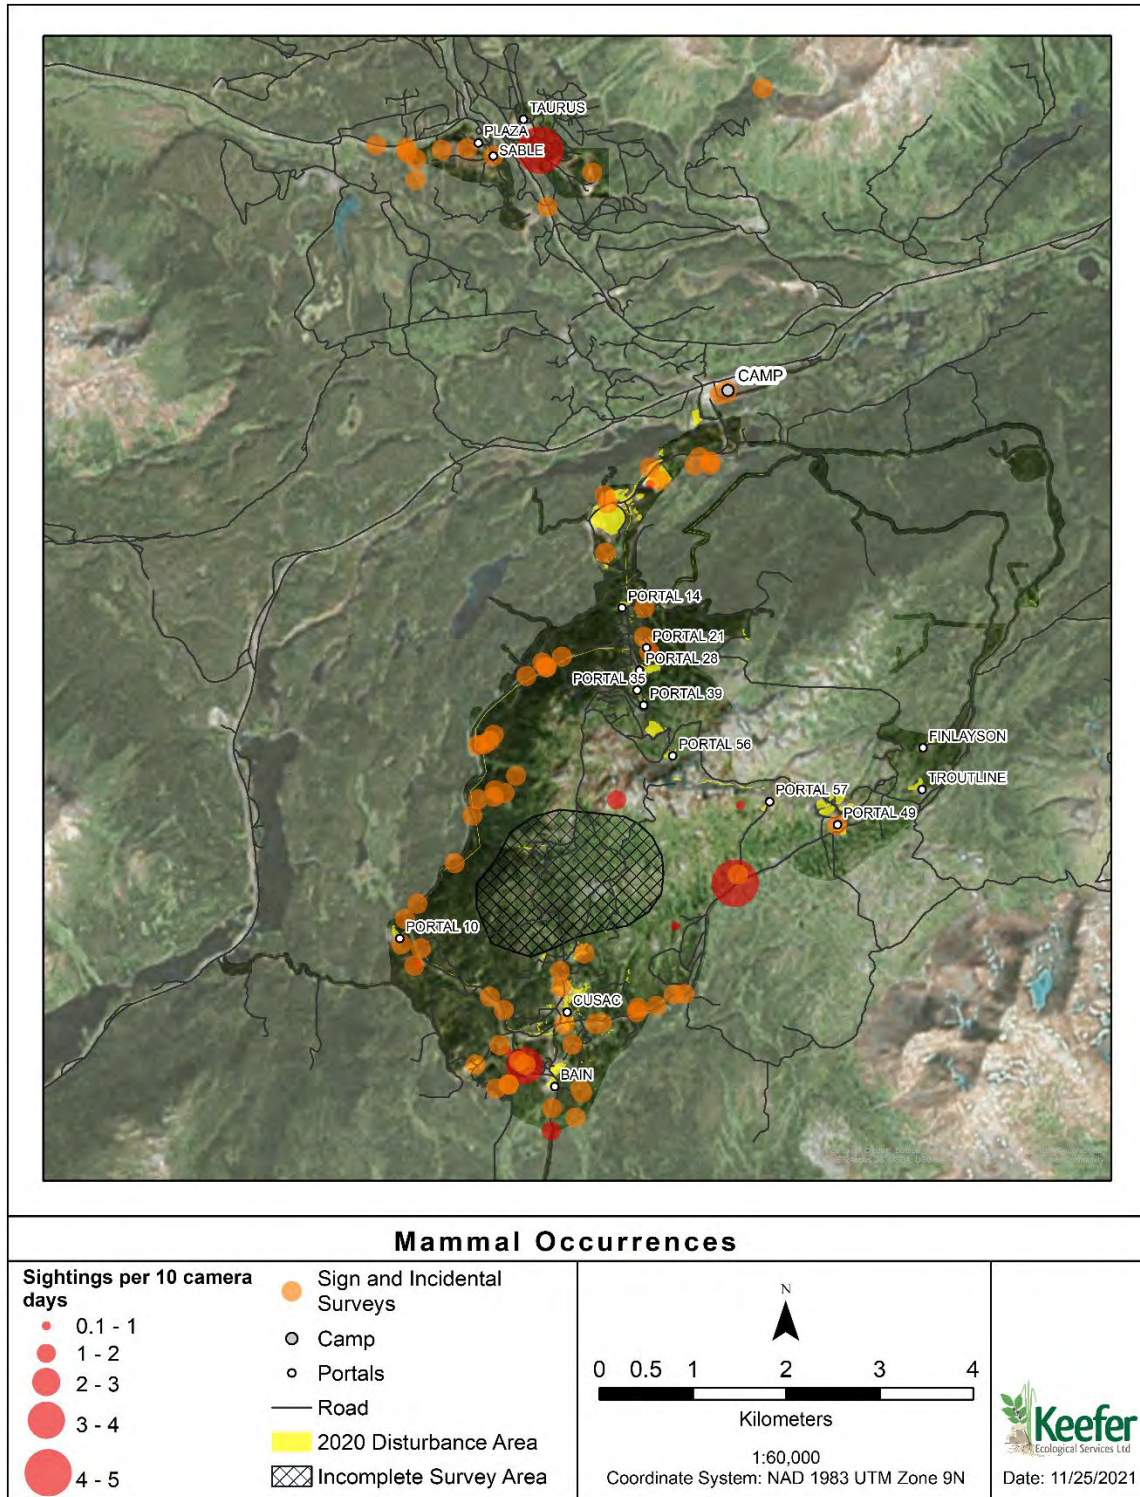 TAURUS
PLAZA
SABLE
CAMP
PORTAL 14
PORTAL 21
PORTAL 28
PORTAL 35
PORTAL 39
PORTAL 56
FINLAYSON
TROUTLINE
PORTAL 57
PORTAL 49
PORTAL 10
CUSAC
BAIN
Mammal Occurrences
Sightings per 10 camera
days
0.1 - 1
1 - 2
2 - 3
3 - 4
4 - 5
Sign and Incidental
Surveys
Camp
Portals
Road
2020 Disturbance Area
Incomplete Survey Area
N
0 0.5 1 2 3 4
Kilometers
1:60,000
Coordinate System: NAD 1983 UTM Zone 9N
Keefer
Ecological Services Ltd
Date: 11/25/2021